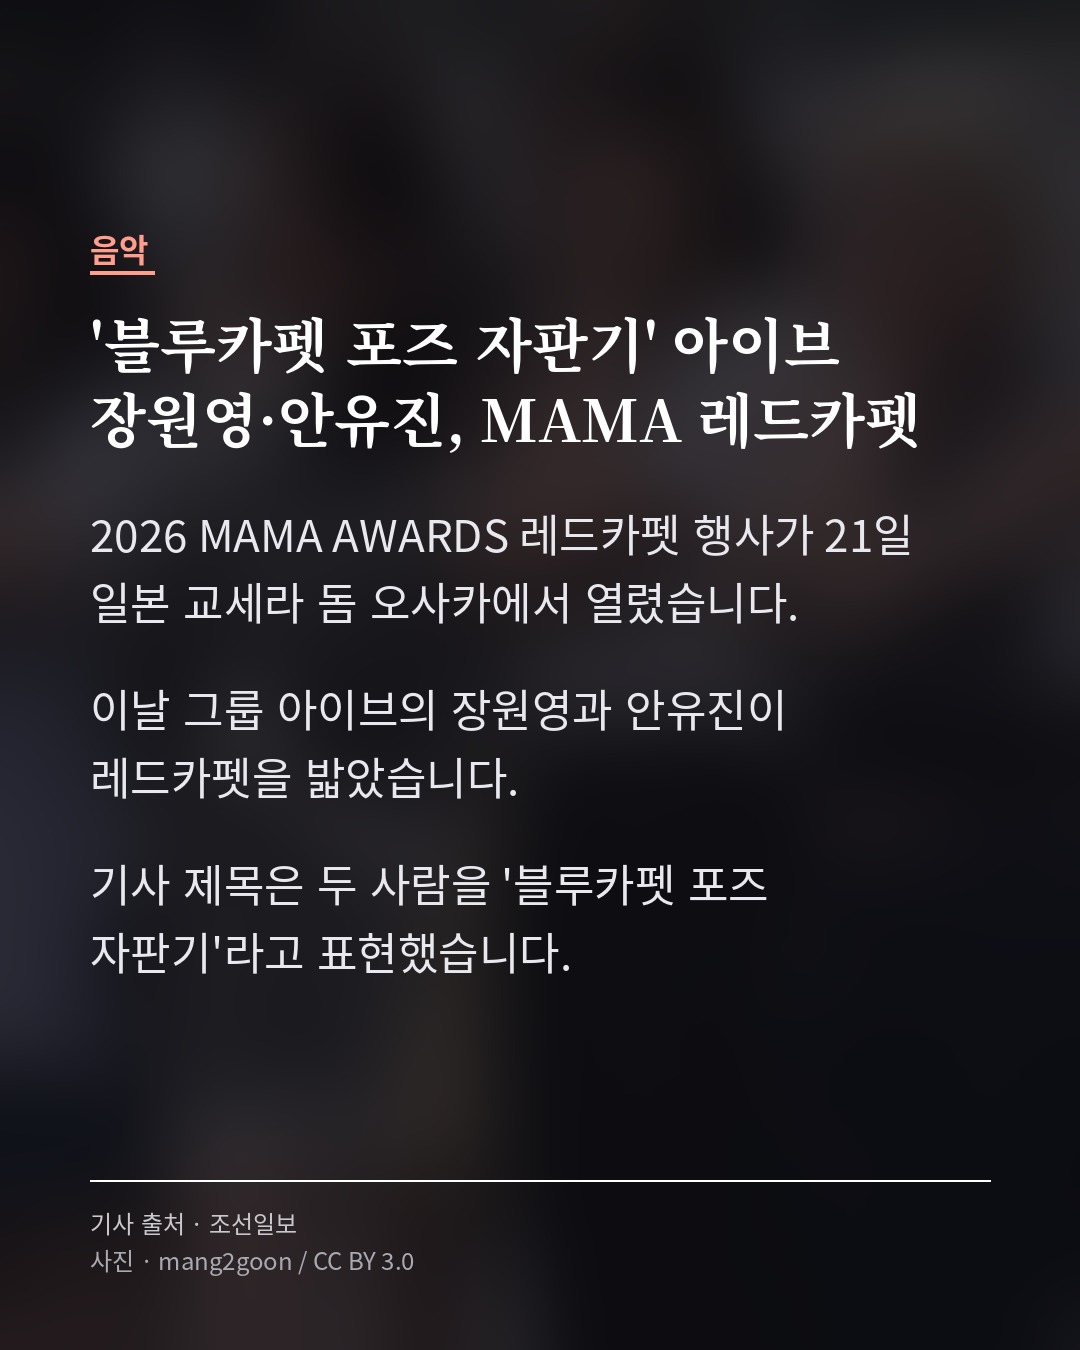 음악
'블루카펫 포즈 자판기' 아이브
장원영·안유진, MAMA 레드카펫
2026 MAMA AWARDS 레드카펫 행사가 21일
일본 교세라 돔 오사카에서 열렸습니다.
이날 그룹 아이브의 장원영과 안유진이
레드카펫을 밟았습니다.
기사 제목은 두 사람을 '블루카펫 포즈
자판기'라고 표현했습니다.
기사 출처 · 조선일보
사진 · mang2goon / CC BY 3.0